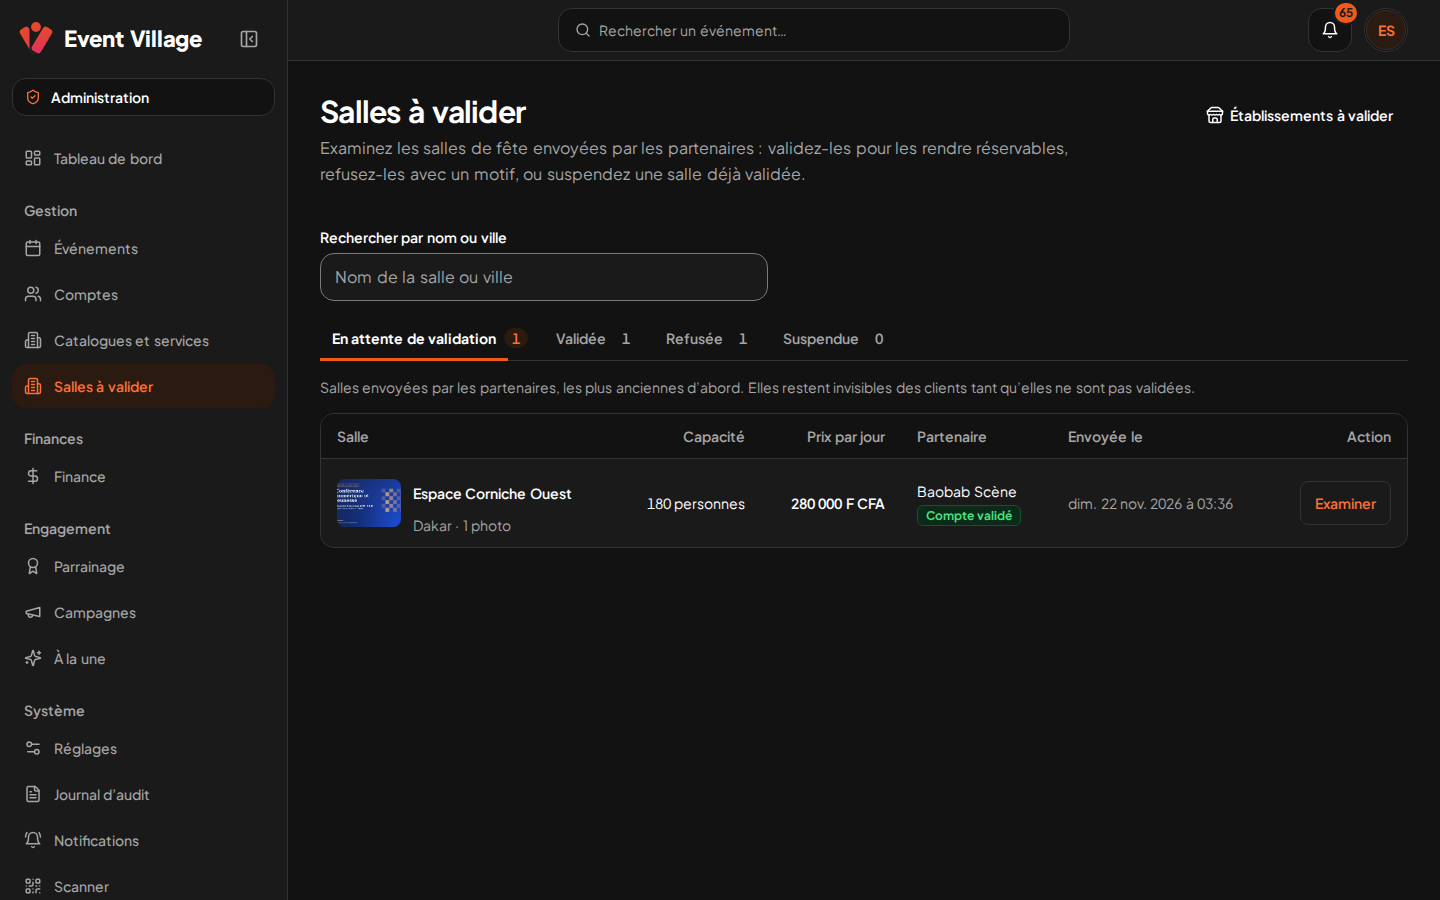 Event Village
Rechercher un événement…
65
ES
Administration
Tableau de bord
Gestion
Événements
Comptes
Catalogues et services
Salles à valider
Finances
Finance
Engagement
Parrainage
Campagnes
À la une
Système
Réglages
Journal d’audit
Notifications
Scanner
Salles à valider
Établissements à valider
Examinez les salles de fête envoyées par les partenaires : validez-les pour les rendre réservables,
refusez-les avec un motif, ou suspendez une salle déjà validée.
Rechercher par nom ou ville
Nom de la salle ou ville
En attente de validation 1 Validée 1 Refusée 1 Suspendue 0
Salles envoyées par les partenaires, les plus anciennes d’abord. Elles restent invisibles des clients tant qu’elles ne sont pas validées.
Salle Capacité Prix par jour Partenaire Envoyée le Action
Espace Corniche Ouest
Dakar · 1 photo
180 personnes
280 000 F CFA
Baobab Scène
Compte validé
dim. 22 nov. 2026 à 03:36
Examiner